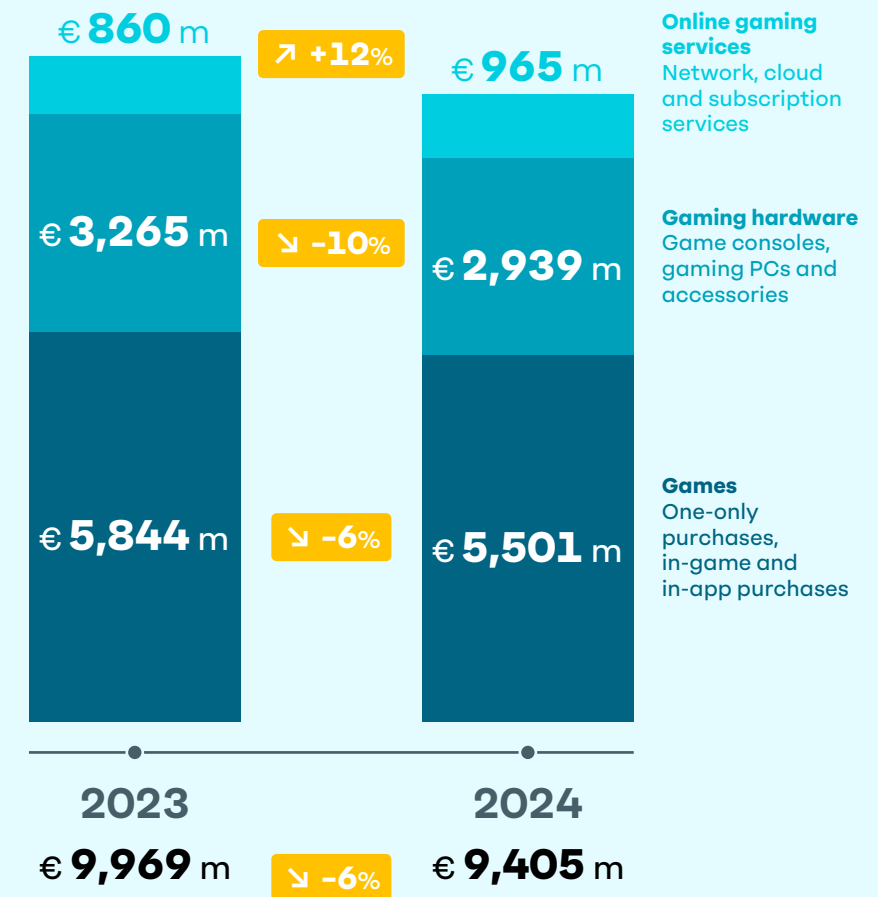 € 860 m
↗ +12%
€ 965 m
Online gaming
services
Network, cloud
and subscription
services
€ 3,265 m
↘ -10%
€ 2,939 m
Gaming hardware
Game consoles,
gaming PCs and
accessories
€ 5,844 m
↘ -6%
€ 5,501 m
Games
One-only
purchases,
in-game and
in-app purchases
2023
2024
€ 9,969 m
↘ -6%
€ 9,405 m